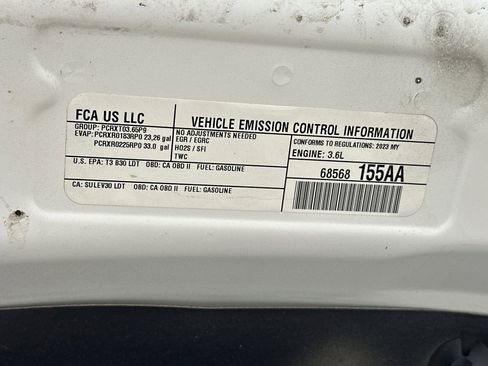 FCA US LLC
VEHICLE EMISSION CONTROL INFORMATION
GROUP: PCRXT03.65P9
EVAP: PCRXR0183RP0 23,26 gal
PCRXR0225RP0 33.0 gal
NO ADJUSTMENTS NEEDED
EGR / EGRC
HO2S / SFI
TWC
CONFORMS TO REGULATIONS: 2023 MY
ENGINE: 3.6L
U.S. EPA: T3 B30 LDT OBD: CA OBD II FUEL: GASOLINE
CA: SULEV30 LDT OBD: CA OBD II FUEL: GASOLINE
68568 155AA